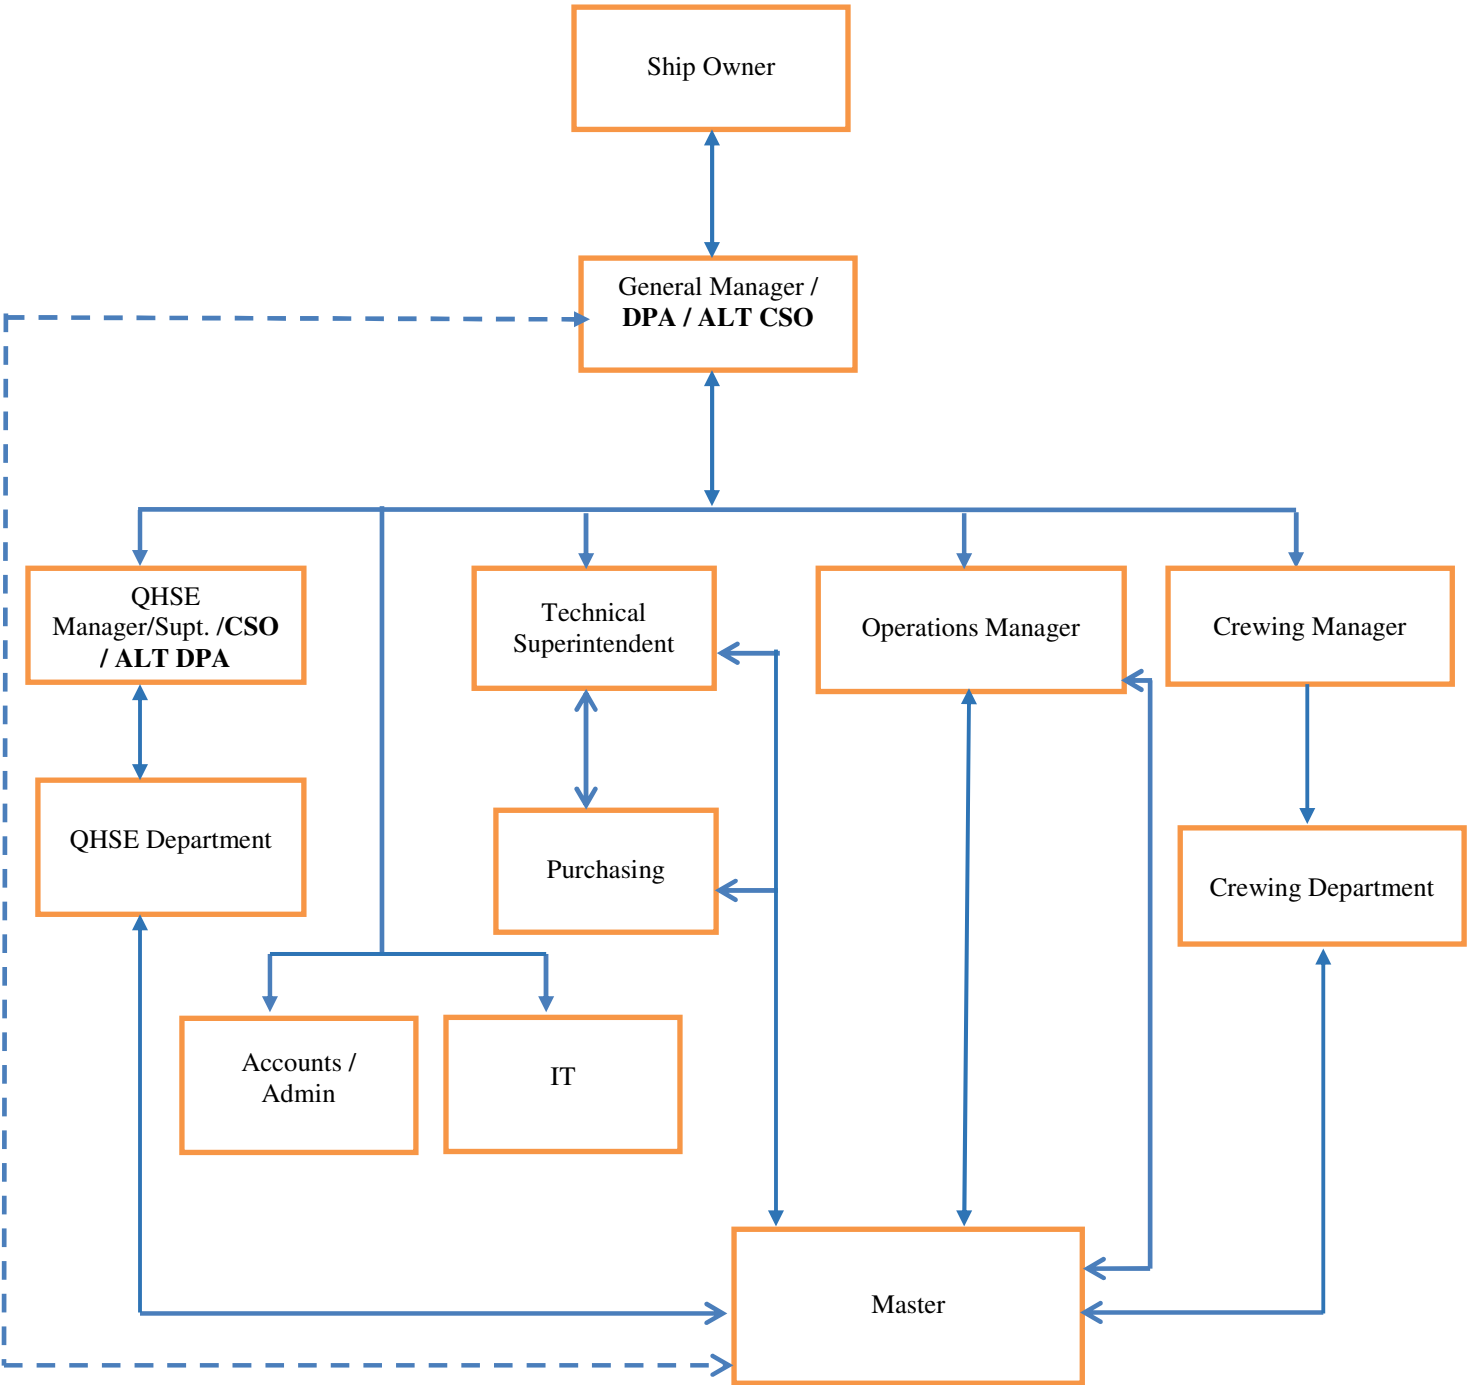 Ship Owner
General Manager /
DPA / ALT CSO
QHSE
Manager/Supt. /CSO
/ ALT DPA
Technical
Superintendent
Operations Manager
Crewing Manager
QHSE Department
Purchasing
Crewing Department
Accounts /
Admin
IT
Master